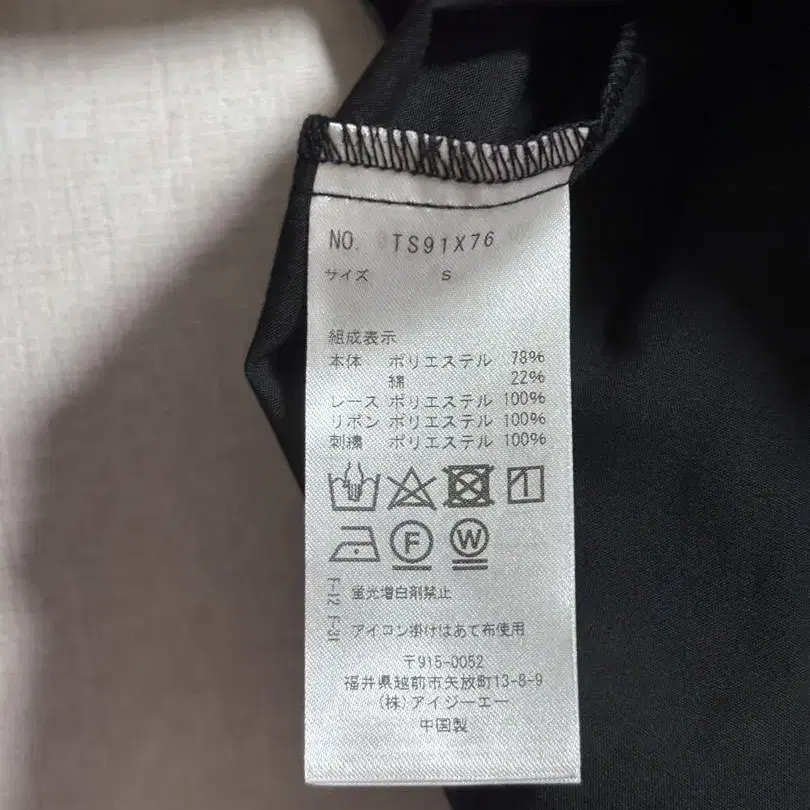 NO. TS91X76
サイズ S
組成表示
本体 ポリエステル 78%
綿 22%
レース ポリエステル 100%
リボン ポリエステル 100%
刺繍 ポリエステル 100%
F W
F-12 F-31
蛍光増白剤禁止
アイコン掛けはあて布使用
〒915-0052
福井県越前市矢放町13-8-9
(株)アイジーエー
中国製